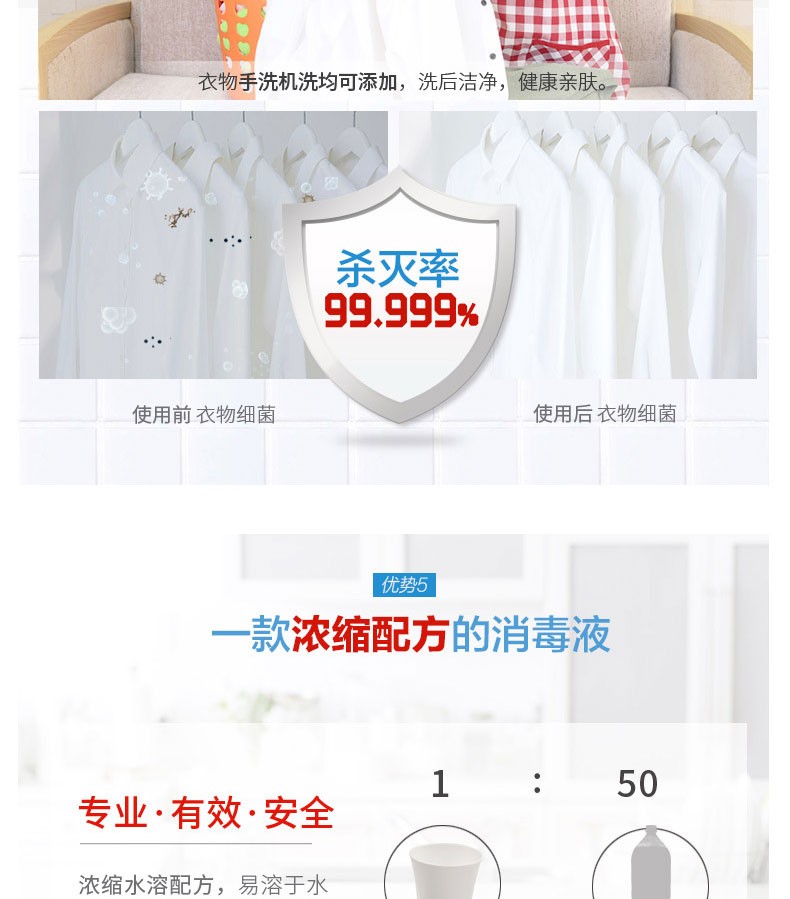 衣物手洗机洗均可添加，洗后洁净，健康亲肤。
杀灭率
99.999%
使用前 衣物细菌
使用后 衣物细菌
优势5
一款浓缩配方的消毒液
1 : 50
专业·有效·安全
浓缩水溶配方，易溶于水